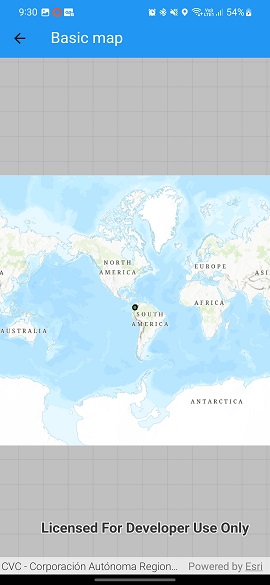 9:30 54%
Basic map
NORTH
AMERICA
EUROPE
ASI
A
AFRICA
SOUTH
AMERICA
AUSTRALIA
ANTARCTICA
Licensed For Developer Use Only
CVC - Corporación Autónoma Region... Powered by Esri